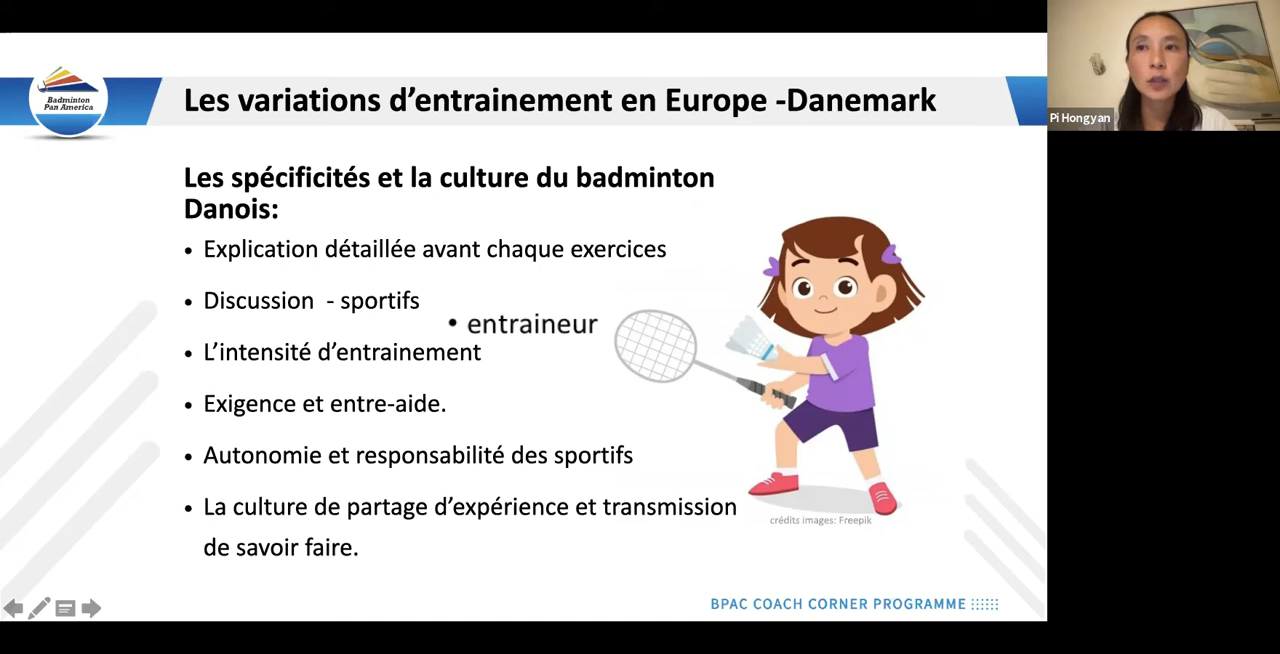 Badminton
Pan America
Les variations d’entrainement en Europe -Danemark
Pi Hongyan
Les spécificités et la culture du badminton
Danois:
• Explication détaillée avant chaque exercices
• Discussion - sportifs
• entraineur
• L’intensité d’entrainement
• Exigence et entre-aide.
• Autonomie et responsabilité des sportifs
• La culture de partage d’expérience et transmission
de savoir faire.
crédits images: Freepik
BPAC COACH CORNER PROGRAMME